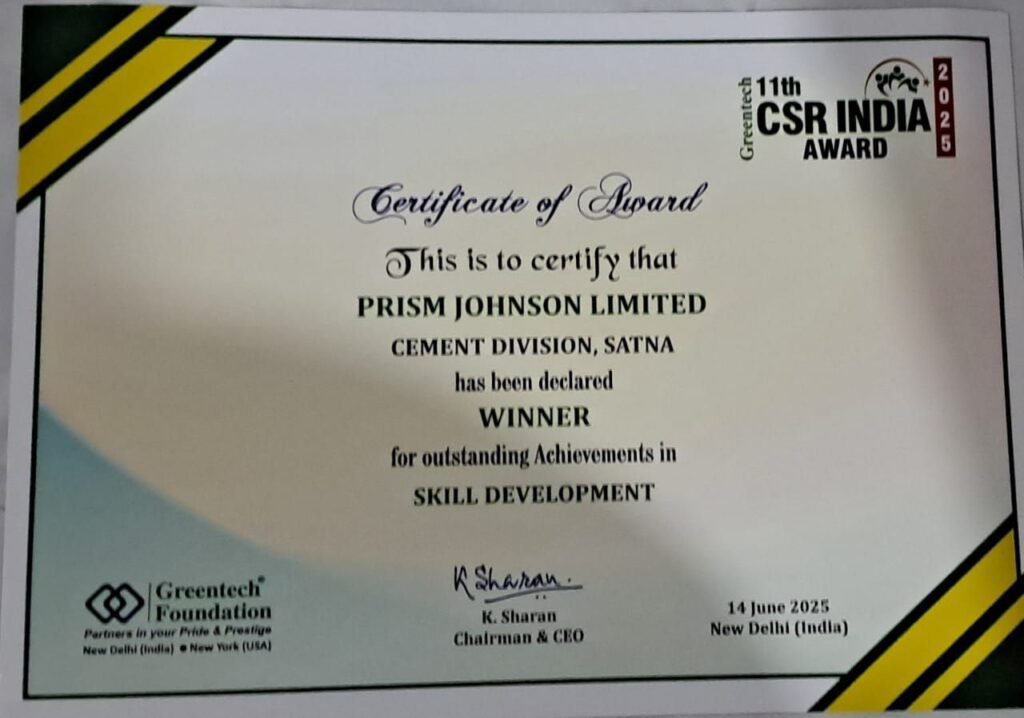 Greentech
11th
CSR INDIA
AWARD
2025
Certificate of Award
This is to certify that
PRISM JOHNSON LIMITED
CEMENT DIVISION, SATNA
has been declared
WINNER
for outstanding Achievements in
SKILL DEVELOPMENT
K Sharan.
K. Sharan
Chairman & CEO
Greentech®
Foundation
Partners in your Pride & Prestige
New Delhi (India) ● New York (USA)
14 June 2025
New Delhi (India)